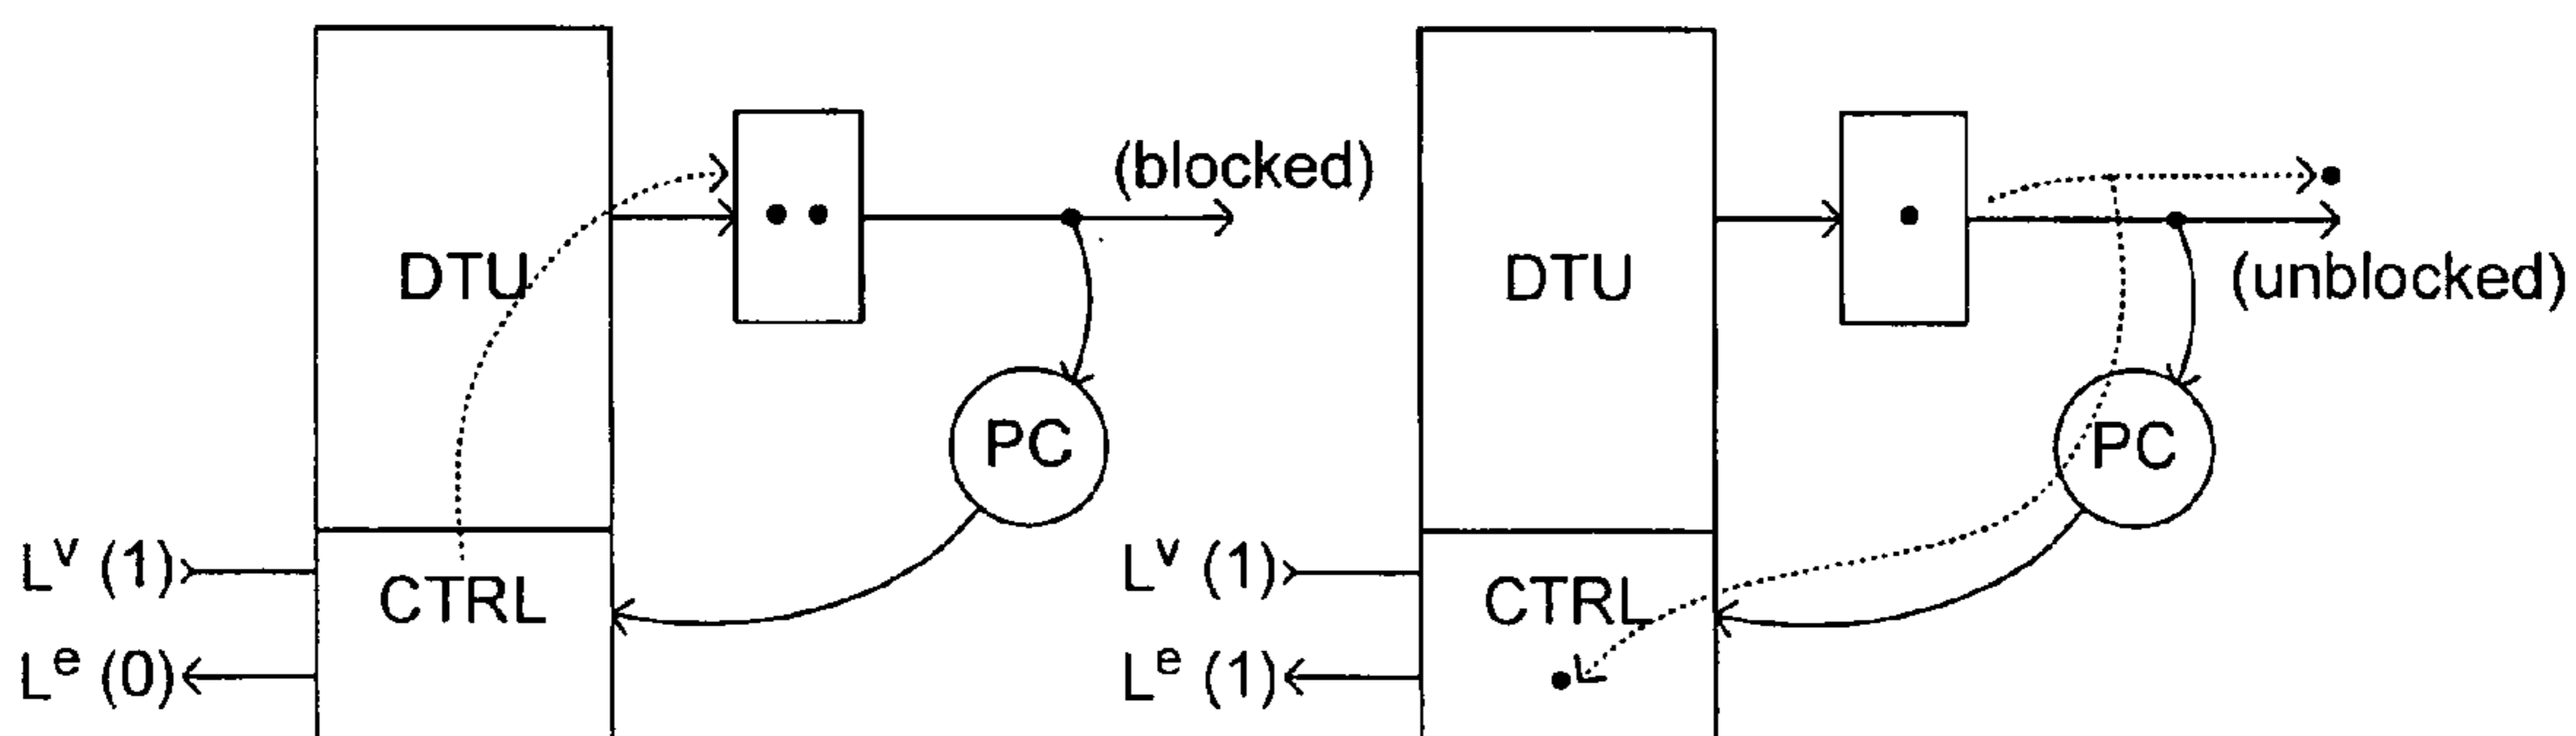 (blocked)
DTU
PC
L^v (1)
CTRL
L^e (0)
DTU
(unblocked)
PC
L^v (1)
CTRL
L^e (1)